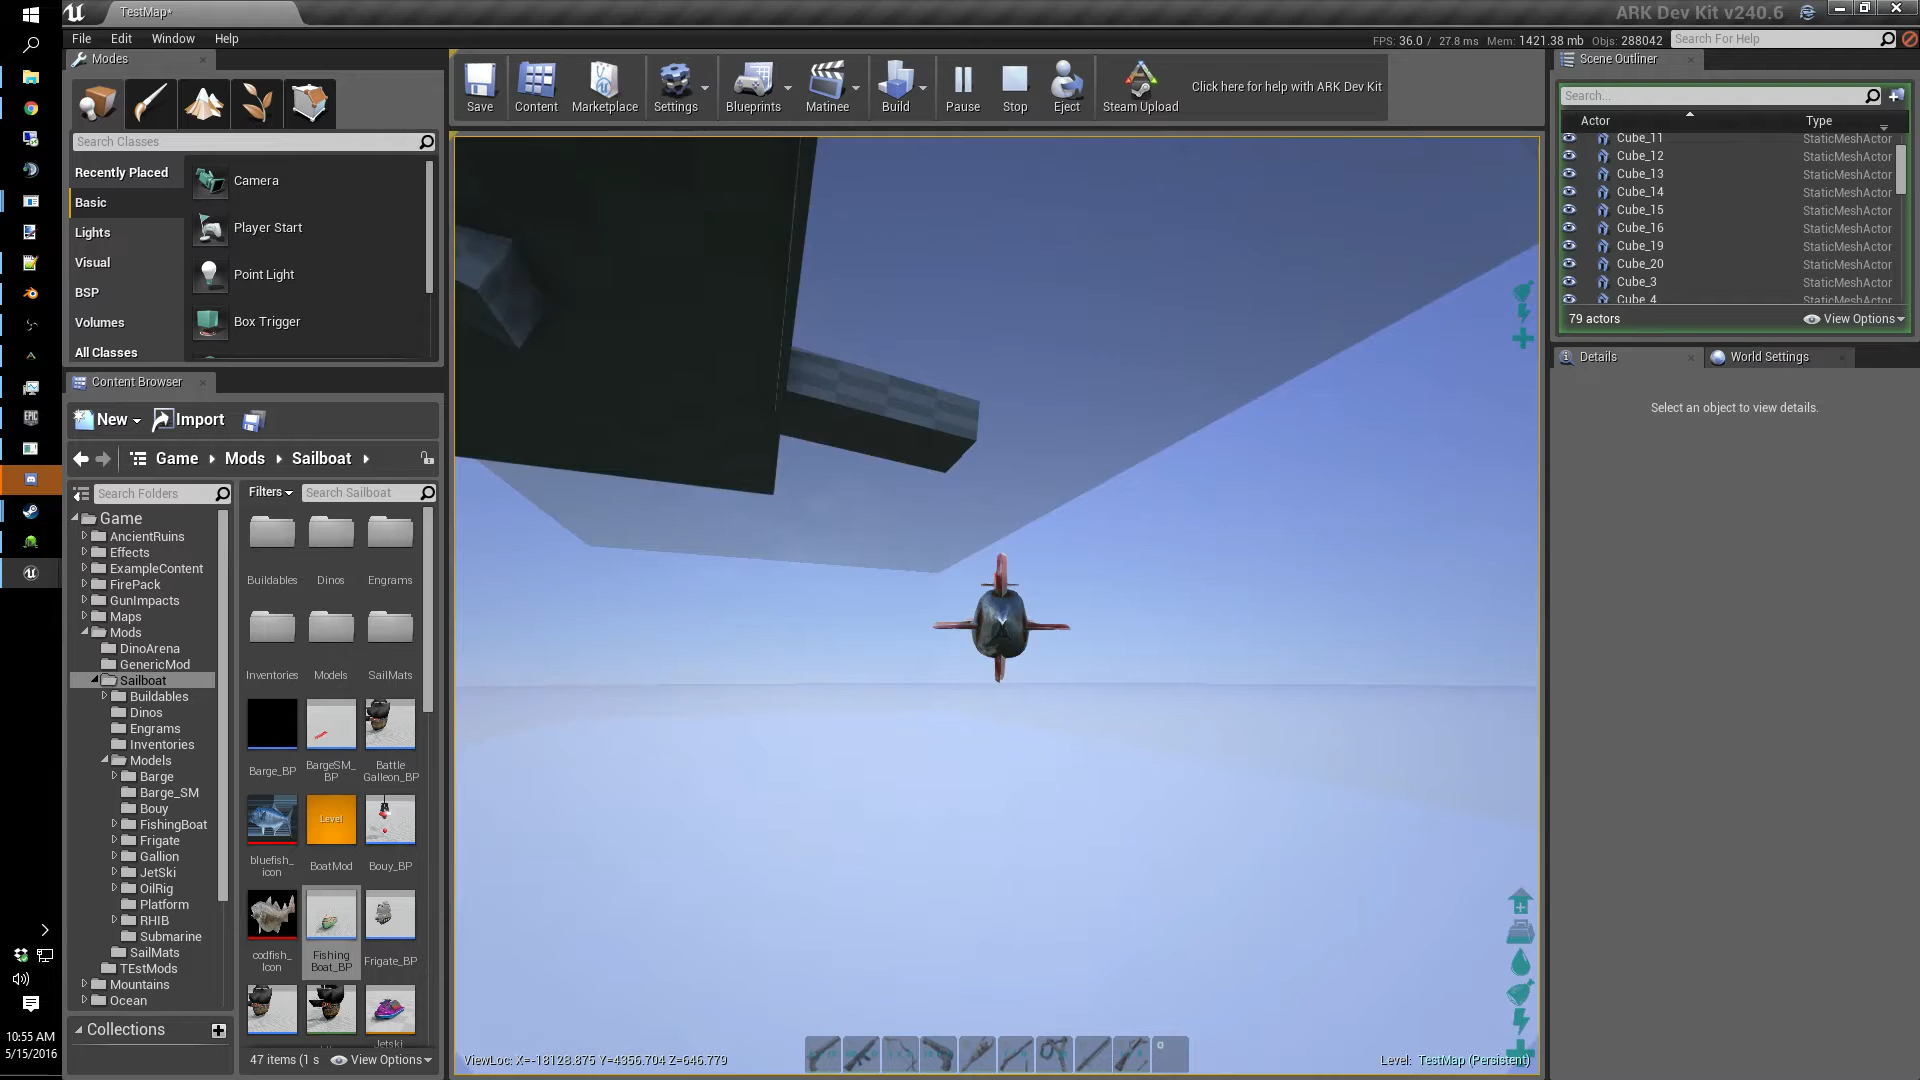 TestMap*
ARK Dev Kit v240.6
File Edit Window Help
FPS: 36.0 / 27.8 ms Mem: 1421.38 mb Objs: 288042
Search For Help
Modes
Save
Content
Marketplace
Settings
Blueprints
Matinee
Build
Pause
Stop
Eject
Steam Upload
Click here for help with ARK Dev Kit
Search Classes
Recently Placed
Basic
Lights
Visual
BSP
Volumes
All Classes
Camera
Player Start
Point Light
Box Trigger
Scene Outliner
Search...
Actor Type
Cube_11 StaticMeshActor
Cube_12 StaticMeshActor
Cube_13 StaticMeshActor
Cube_14 StaticMeshActor
Cube_15 StaticMeshActor
Cube_16 StaticMeshActor
Cube_19 StaticMeshActor
Cube_20 StaticMeshActor
Cube_3 StaticMeshActor
Cube_4 StaticMeshActor
79 actors View Options
Details World Settings
Select an object to view details.
Content Browser
New Import
Game Mods Sailboat
Search Folders
Filters Search Sailboat
Game
AncientRuins
Effects
ExampleContent
FirePack
GunImpacts
Maps
Mods
DinoArena
GenericMod
Sailboat
Buildables
Dinos
Engrams
Inventories
Models
Barge
Barge_SM
Bouy
FishingBoat
Frigate
Gallion
JetSki
OilRig
Platform
RHIB
Submarine
SailMats
TEstMods
Mountains
Ocean
Collections
Buildables Dinos Engrams
Inventories Models SailMats
Barge_BP
BargeSM_
BP
Battle
Galleon_BP
bluefish_
icon
Level
BoatMod
Bouy_BP
codfish_
Icon
Fishing
Boat_BP
Frigate_BP
Jetski
47 items (1 s View Options
ViewLoc: X=-18128.875 Y=4356.704 Z=646.779
Level: TestMap (Persistent)
EPIC
10:55 AM
5/15/2016